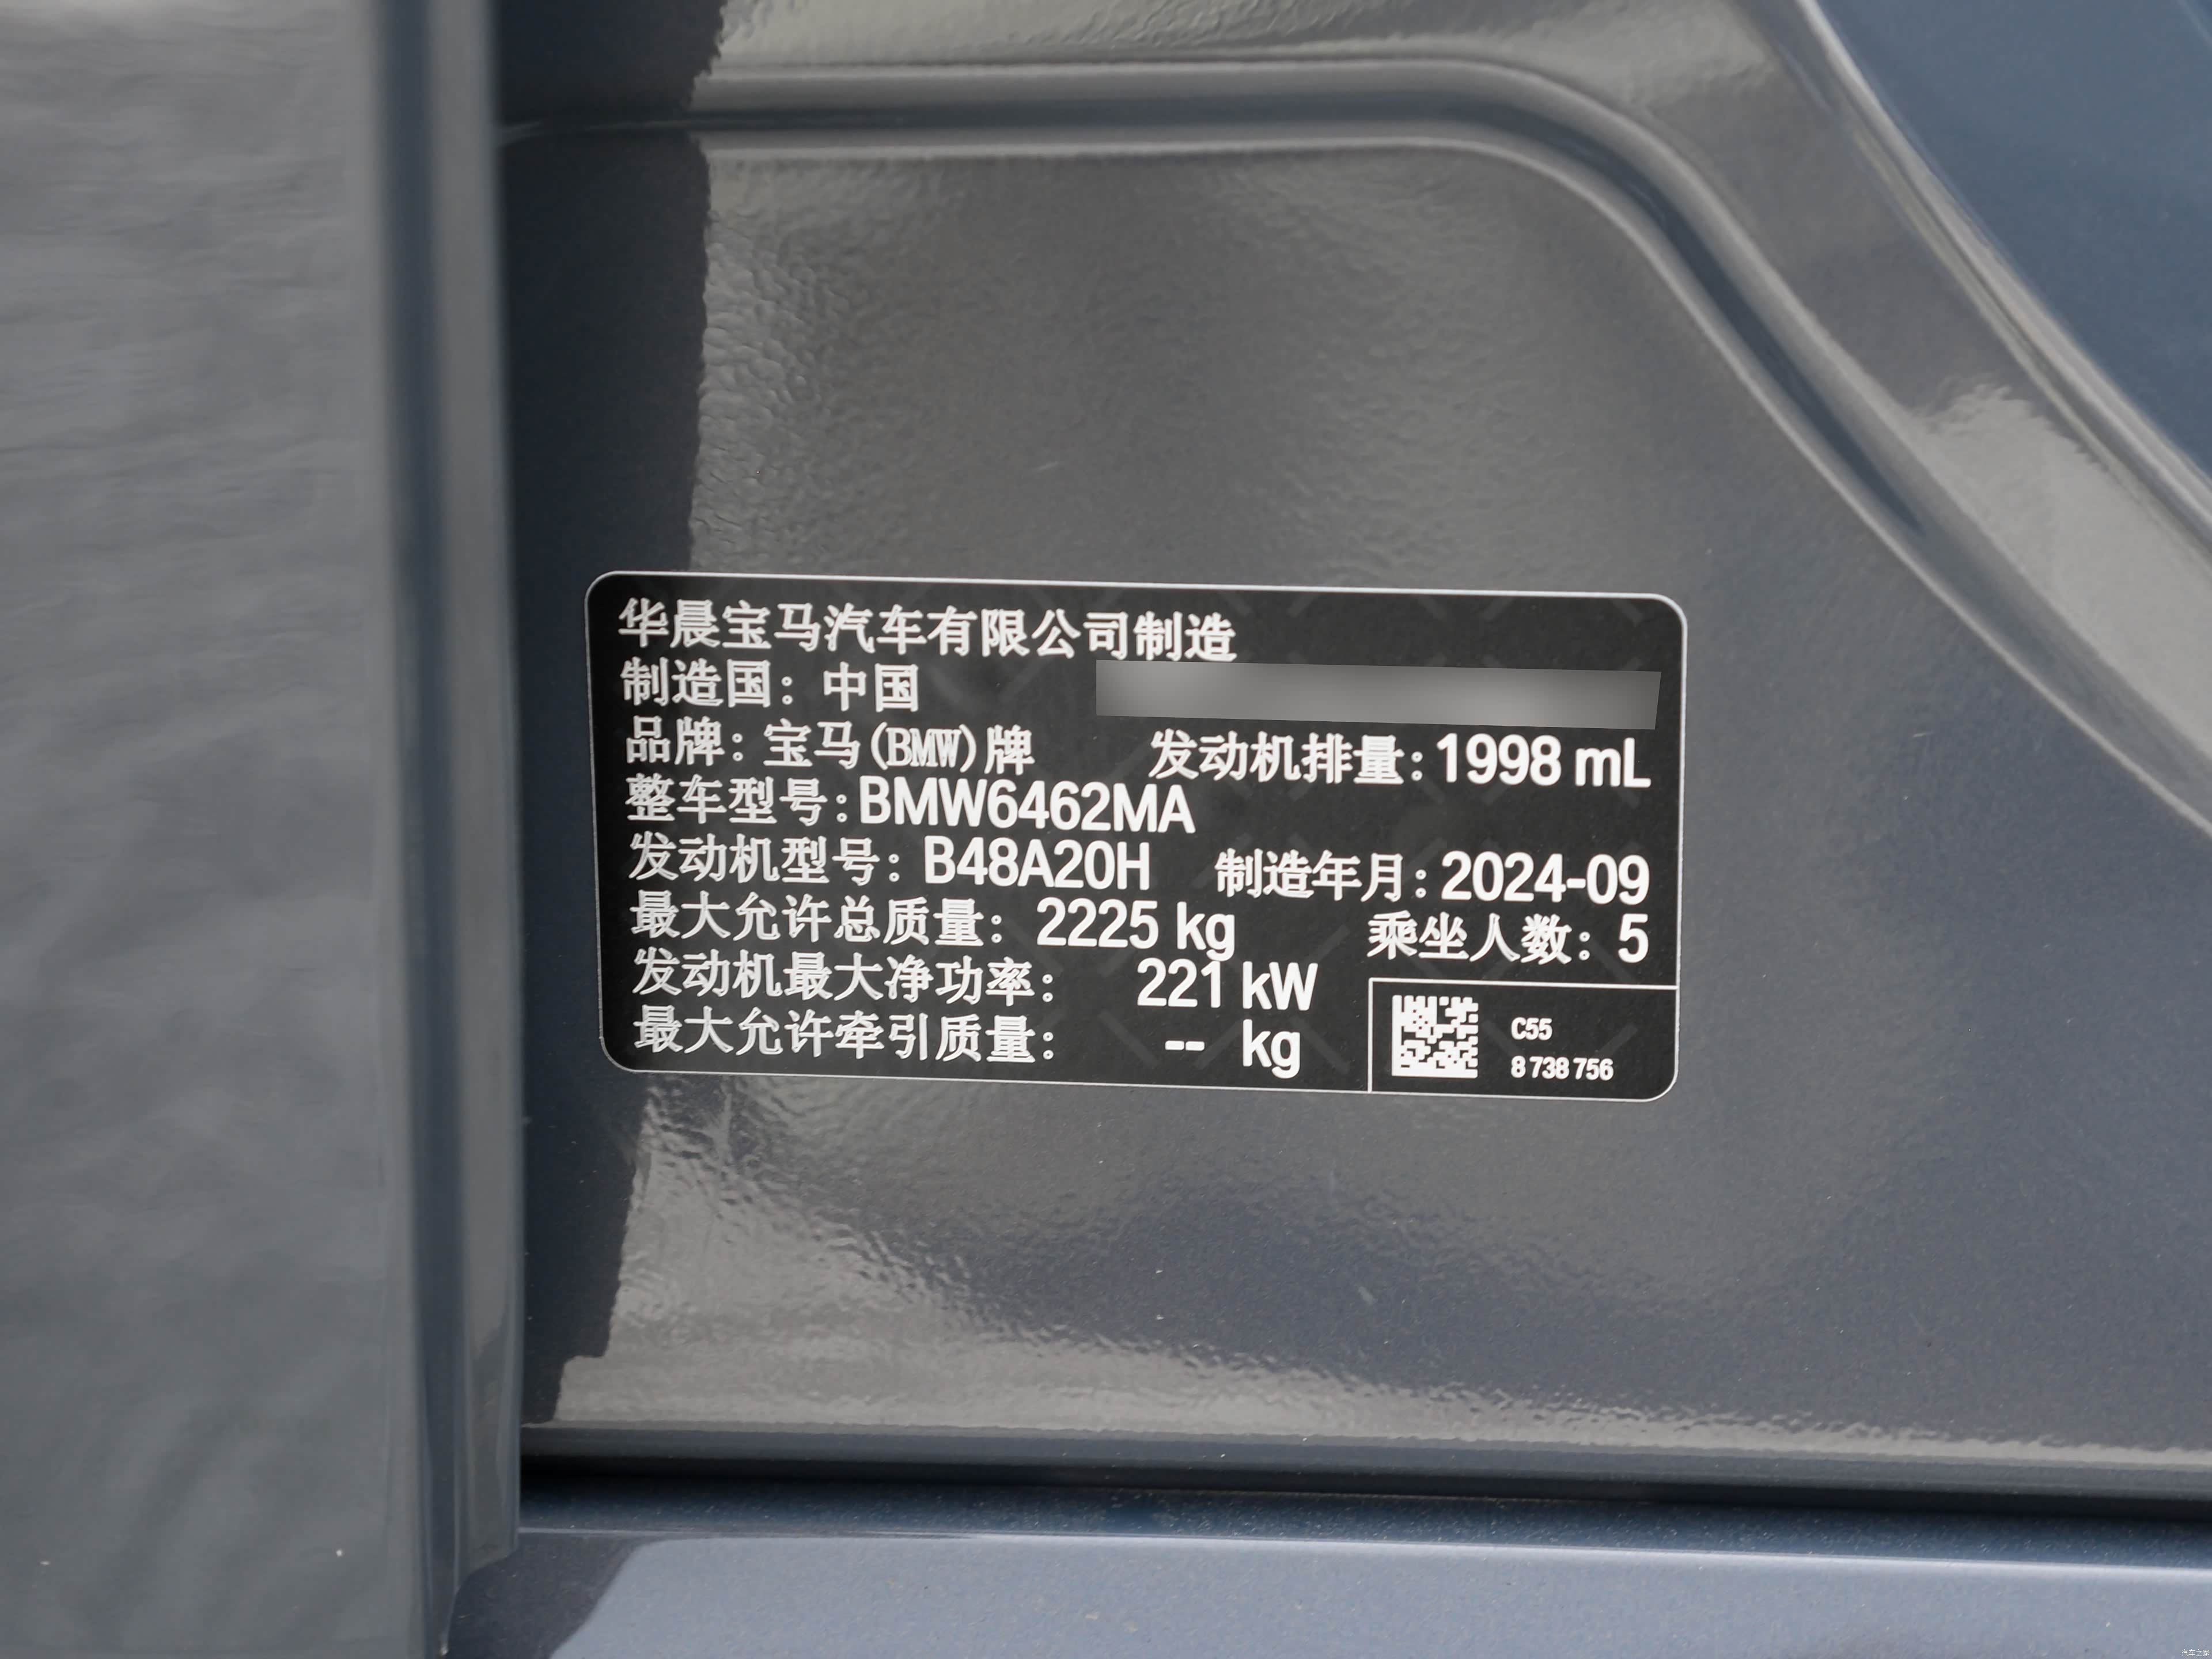 华晨宝马汽车有限公司制造
制造国：中国
品牌：宝马(BMW)牌 发动机排量：1998 mL
整车型号：BMW6462MA
发动机型号：B48A20H 制造年月：2024-09
最大允许总质量：2225 kg 乘坐人数：5
发动机最大净功率：221 kW
最大允许牵引质量：-- kg
C55
8 738 756
汽车之家